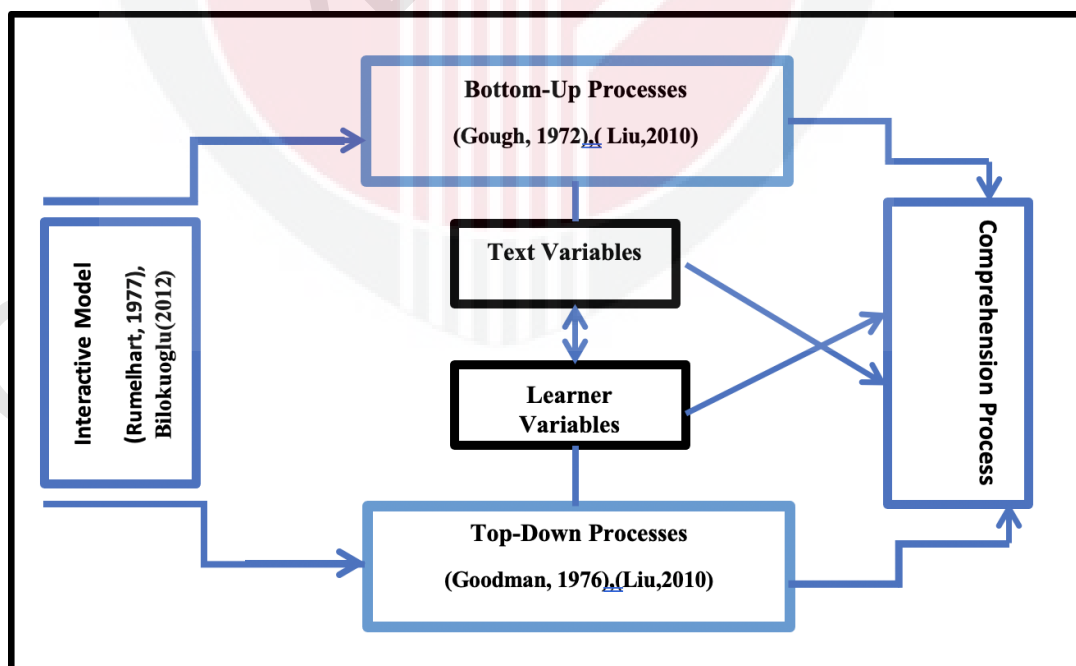 Bottom-Up Processes
(Gough, 1972),( Liu,2010)
Interactive Model
(Rumelhart, 1977),
Bilokuoglu(2012)
Text Variables
Learner
Variables
Comprehension Process
Top-Down Processes
(Goodman, 1976),(Liu,2010)